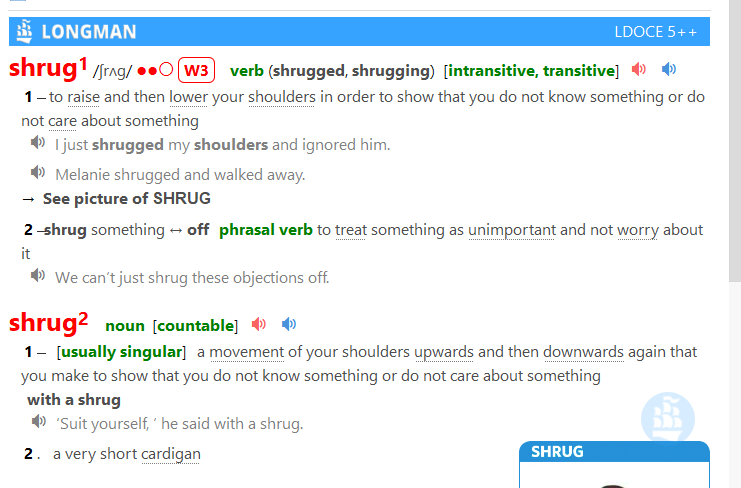 LONGMAN LDOCE 5++
shrug1 /ʃrʌɡ/ ●●○ W3 verb (shrugged, shrugging) [intransitive, transitive]
1 – to raise and then lower your shoulders in order to show that you do not know something or do
not care about something
I just shrugged my shoulders and ignored him.
Melanie shrugged and walked away.
→ See picture of SHRUG
2 –shrug something ↔ off phrasal verb to treat something as unimportant and not worry about
it
We can’t just shrug these objections off.
shrug2 noun [countable]
1 – [usually singular] a movement of your shoulders upwards and then downwards again that
you make to show that you do not know something or do not care about something
with a shrug
‘Suit yourself, ’ he said with a shrug.
2 . a very short cardigan
SHRUG